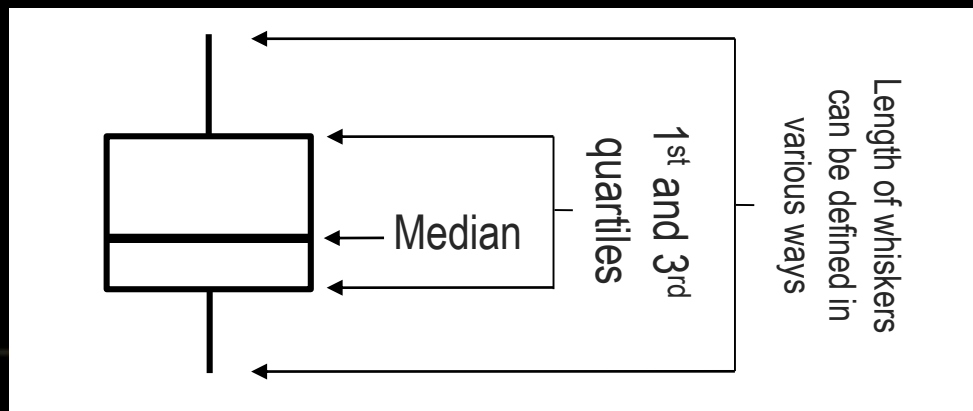 Median
1st and 3rd
quartiles
Length of whiskers
can be defined in
various ways